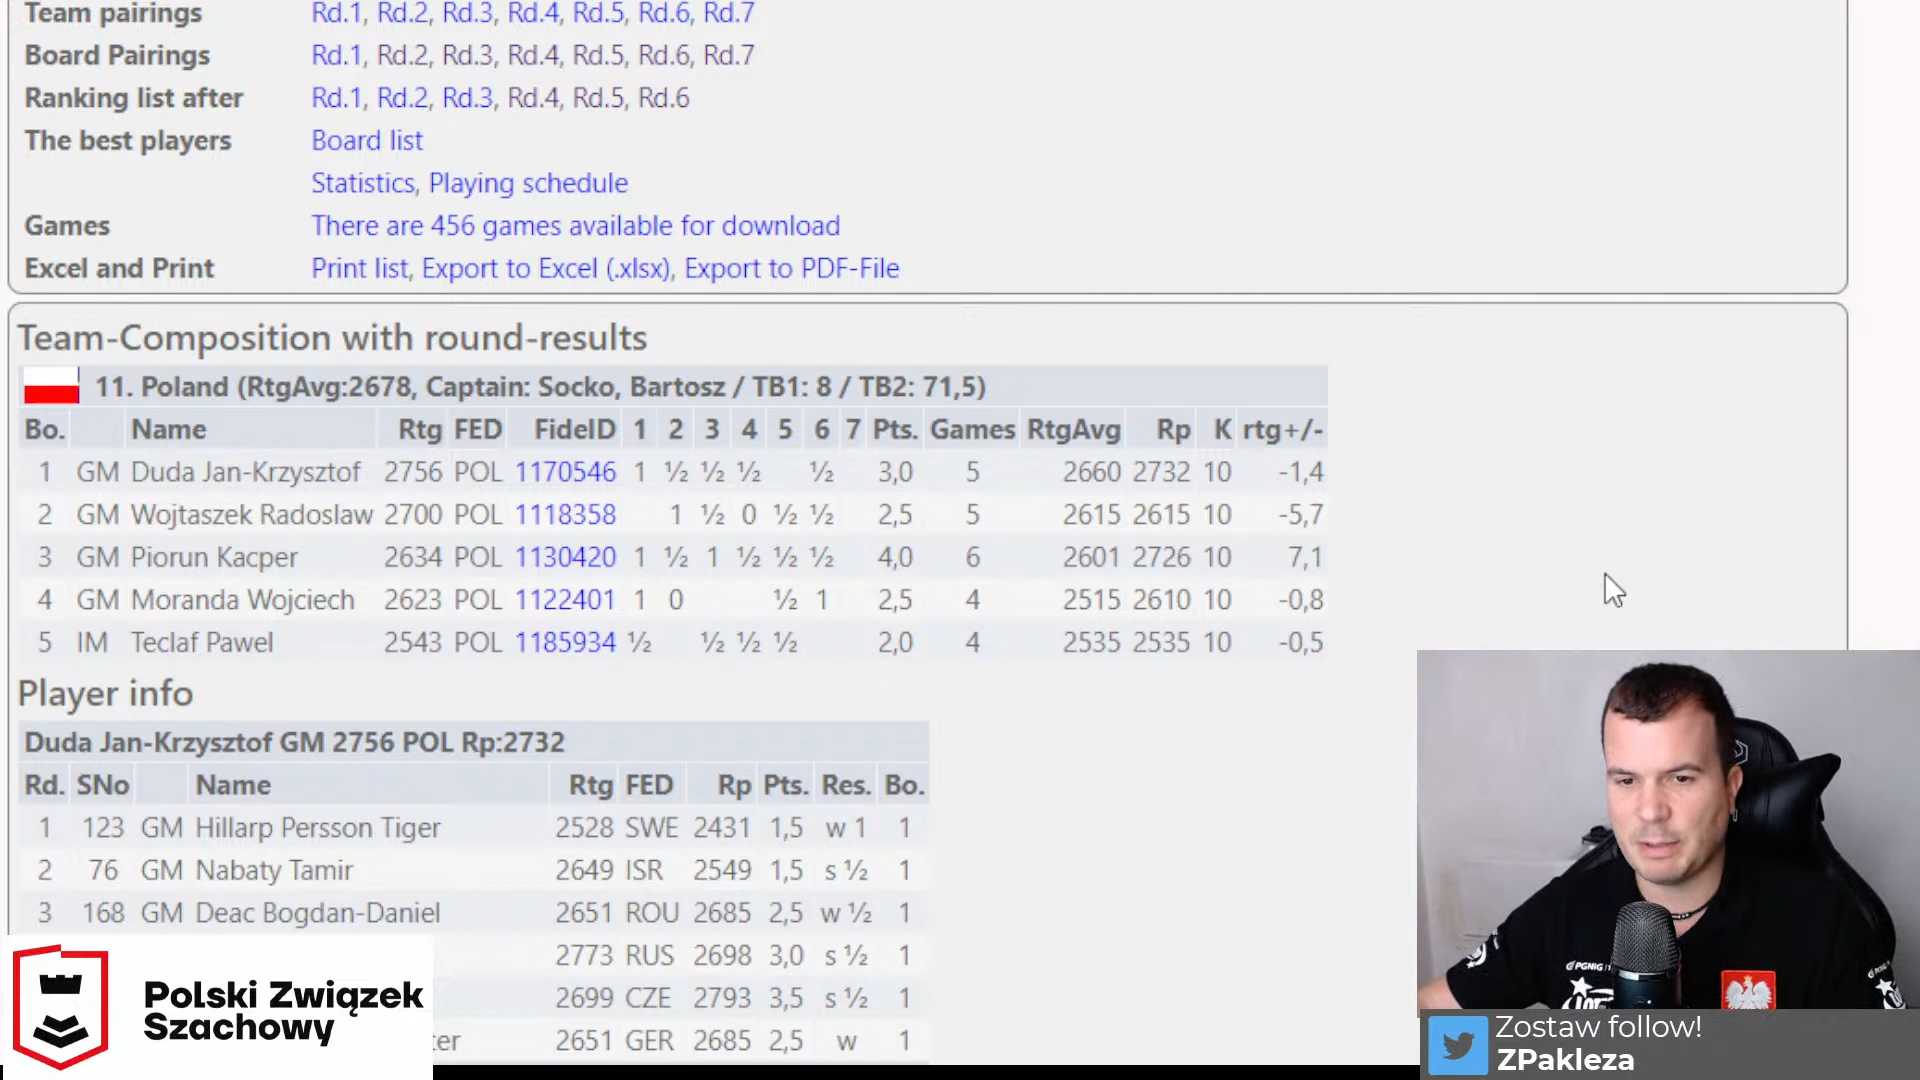 Team pairings Rd.1, Rd.2, Rd.3, Rd.4, Rd.5, Rd.6, Rd.7
Board Pairings Rd.1, Rd.2, Rd.3, Rd.4, Rd.5, Rd.6, Rd.7
Ranking list after Rd.1, Rd.2, Rd.3, Rd.4, Rd.5, Rd.6
The best players Board list
Statistics, Playing schedule
Games There are 456 games available for download
Excel and Print Print list, Export to Excel (.xlsx), Export to PDF-File
Team-Composition with round-results
11. Poland (RtgAvg:2678, Captain: Socko, Bartosz / TB1: 8 / TB2: 71,5)
Bo. Name Rtg FED FideID 1 2 3 4 5 6 7 Pts. Games RtgAvg Rp K rtg+/-
1 GM Duda Jan-Krzysztof 2756 POL 1170546 1 ½ ½ ½ ½ 3,0 5 2660 2732 10 -1,4
2 GM Wojtaszek Radoslaw 2700 POL 1118358 1 ½ 0 ½ ½ 2,5 5 2615 2615 10 -5,7
3 GM Piorun Kacper 2634 POL 1130420 1 ½ 1 ½ ½ ½ 4,0 6 2601 2726 10 7,1
4 GM Moranda Wojciech 2623 POL 1122401 1 0 ½ 1 2,5 4 2515 2610 10 -0,8
5 IM Teclaf Pawel 2543 POL 1185934 ½ ½ ½ ½ 2,0 4 2535 2535 10 -0,5
Player info
Duda Jan-Krzysztof GM 2756 POL Rp:2732
Rd. SNo Name Rtg FED Rp Pts. Res. Bo.
1 123 GM Hillarp Persson Tiger 2528 SWE 2431 1,5 w 1 1
2 76 GM Nabaty Tamir 2649 ISR 2549 1,5 s ½ 1
3 168 GM Deac Bogdan-Daniel 2651 ROU 2685 2,5 w ½ 1
2773 RUS 2698 3,0 s ½ 1
2699 CZE 2793 3,5 s ½ 1
ter 2651 GER 2685 2,5 w 1
Polski Związek
Szachowy
PGNiG
LOT
Zostaw follow!
ZPakleza